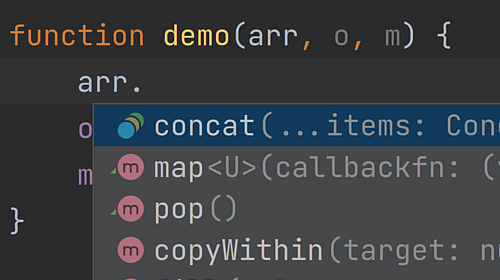 function demo(arr, o, m) {
arr.
o
m
concat(...items: Conc
m map<U>(callbackfn: (
m pop()
m copyWithin(target: nu
}